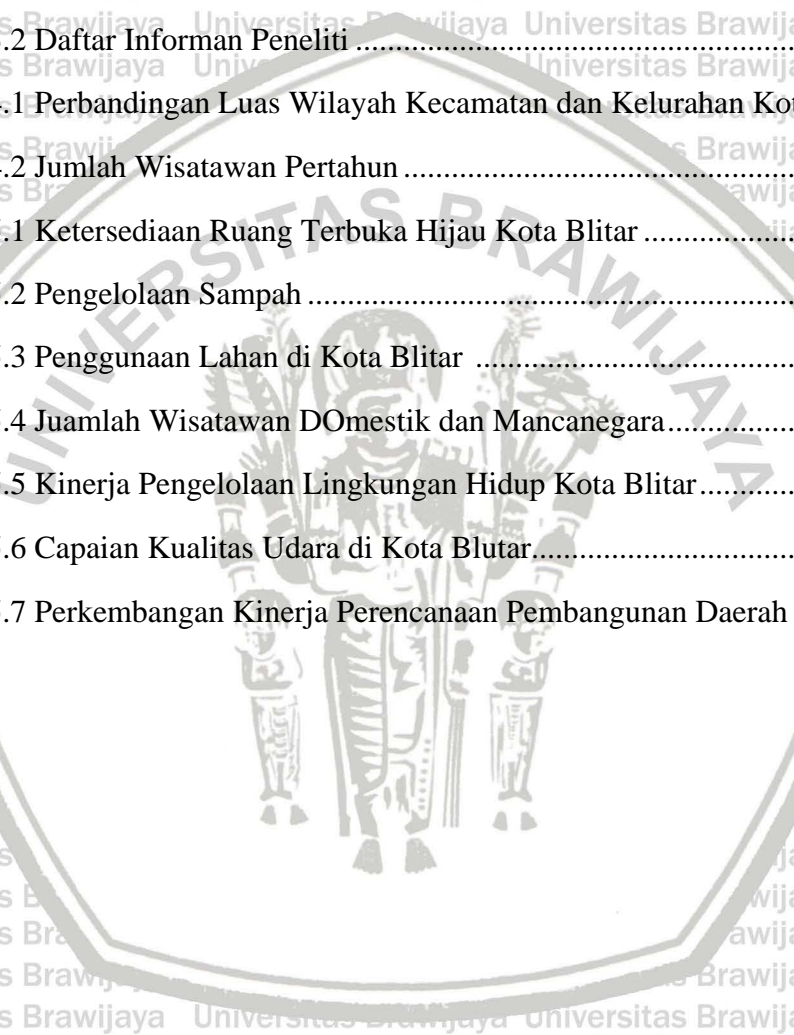 .2 Daftar Informan Peneliti
.1 Perbandingan Luas Wilayah Kecamatan dan Kelurahan
.2 Jumlah Wisatawan Pertahun
.1 Ketersediaan Ruang Terbuka Hijau Kota Blitar
.2 Pengelolaan Sampah
.3 Penggunaan Lahan di Kota Blitar
.4 Juamlah Wisatawan DOmestik dan Mancanegara
.5 Kinerja Pengelolaan Lingkungan Hidup Kota Blitar
.6 Capaian Kualitas Udara di Kota Blutar
.7 Perkembangan Kinerja Perencanaan Pembangunan Daerah
UNIVERSITAS BRAWIJAYA